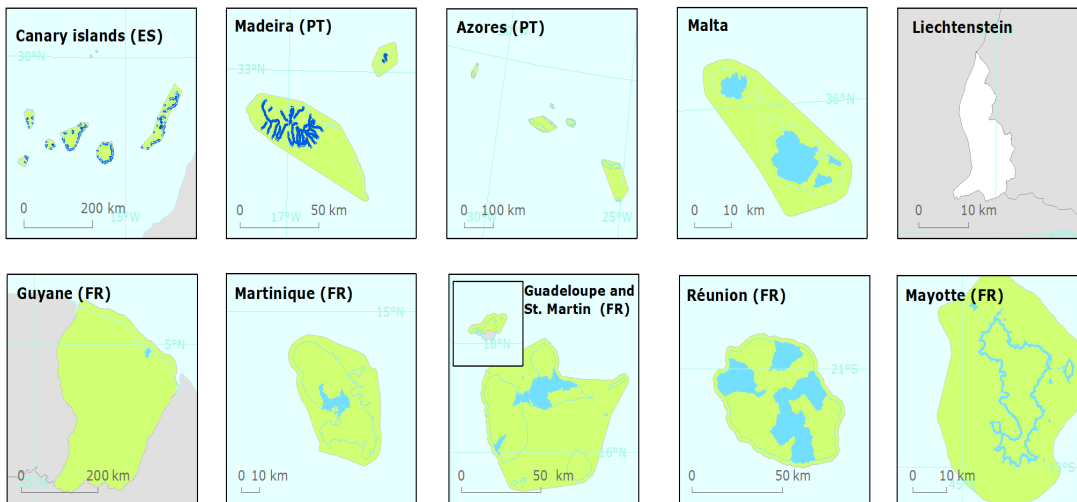 Canary islands (ES)
30°N
0 200 km
15°W
Madeira (PT)
33°N
17°W
0 50 km
Azores (PT)
0 100 km
30°W
25°W
Malta
36°N
0 10 km
Liechtenstein
0 10 km
Guyane (FR)
5°N
0 200 km
Martinique (FR)
15°N
0 10 km
Guadeloupe and
St. Martin (FR)
18°N
16°N
0 50 km
Réunion (FR)
21°S
0 50 km
Mayotte (FR)
0 10 km